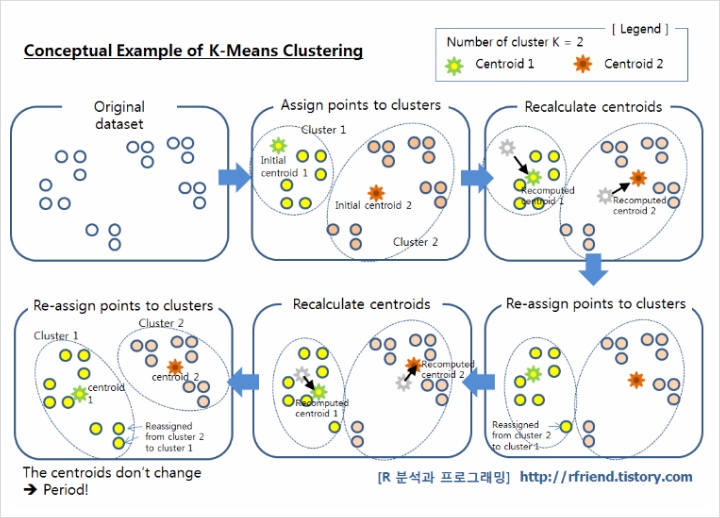 [ Legend ]
Conceptual Example of K-Means Clustering
Number of cluster K = 2
Centroid 1
Centroid 2
Original
dataset
Assign points to clusters
Cluster 1
Initial
centroid 1
Initial centroid 2
Cluster 2
Recalculate centroids
Recomputed
centroid 1
Recomputed
centroid 2
Re-assign points to clusters
Cluster 1
Cluster 2
centroid
1
centroid 2
Reassigned
from cluster 2
to cluster 1
Recalculate centroids
Recomputed
centroid 2
Recomputed
centroid 1
Re-assign points to clusters
Reassigned
from cluster 2
to cluster 1
The centroids don't change
➔ Period!
[R 분석과 프로그래밍] http://rfriend.tistory.com